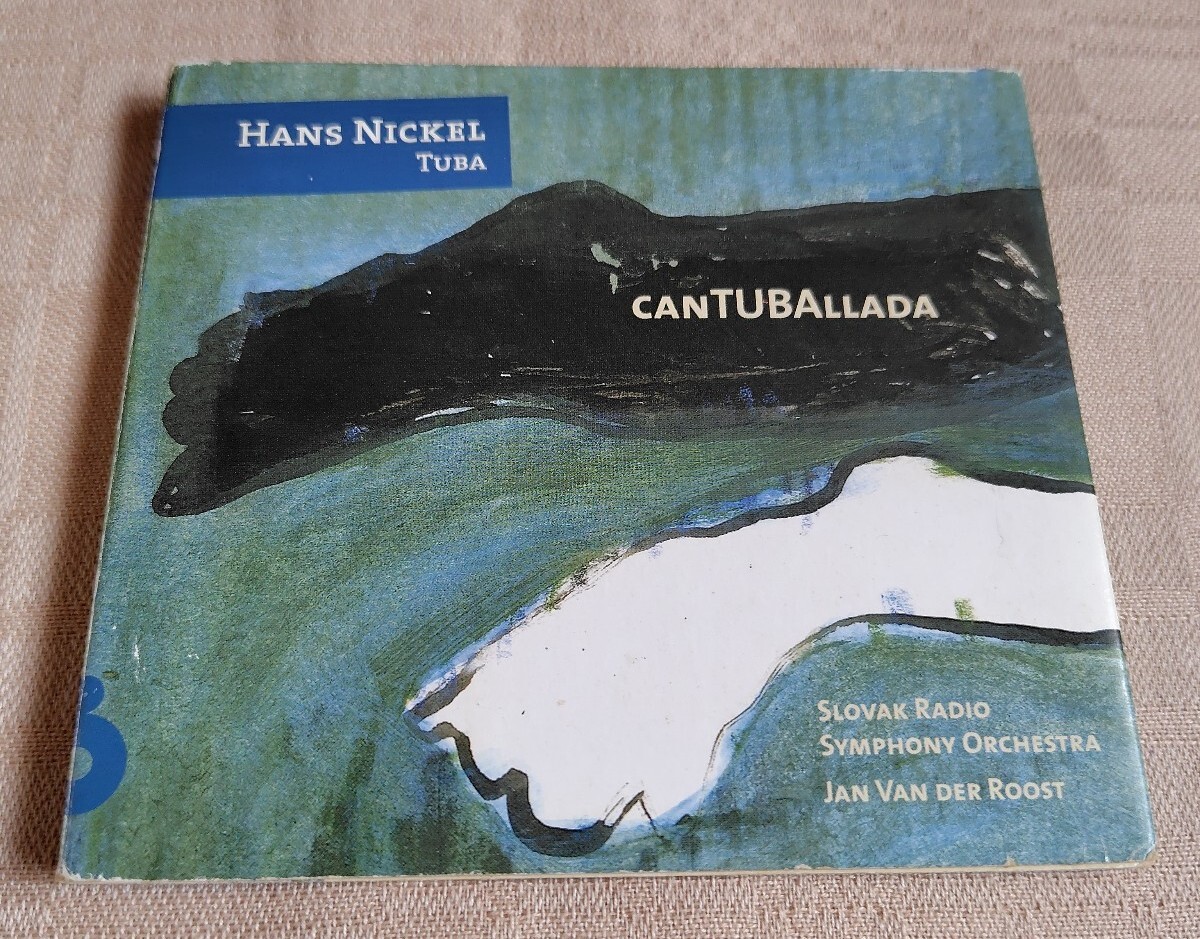 HANS NICKEL
TUBA
CANTUBALLADA
SLOVAK RADIO
SYMPHONY ORCHESTRA
JAN VAN DER ROOST